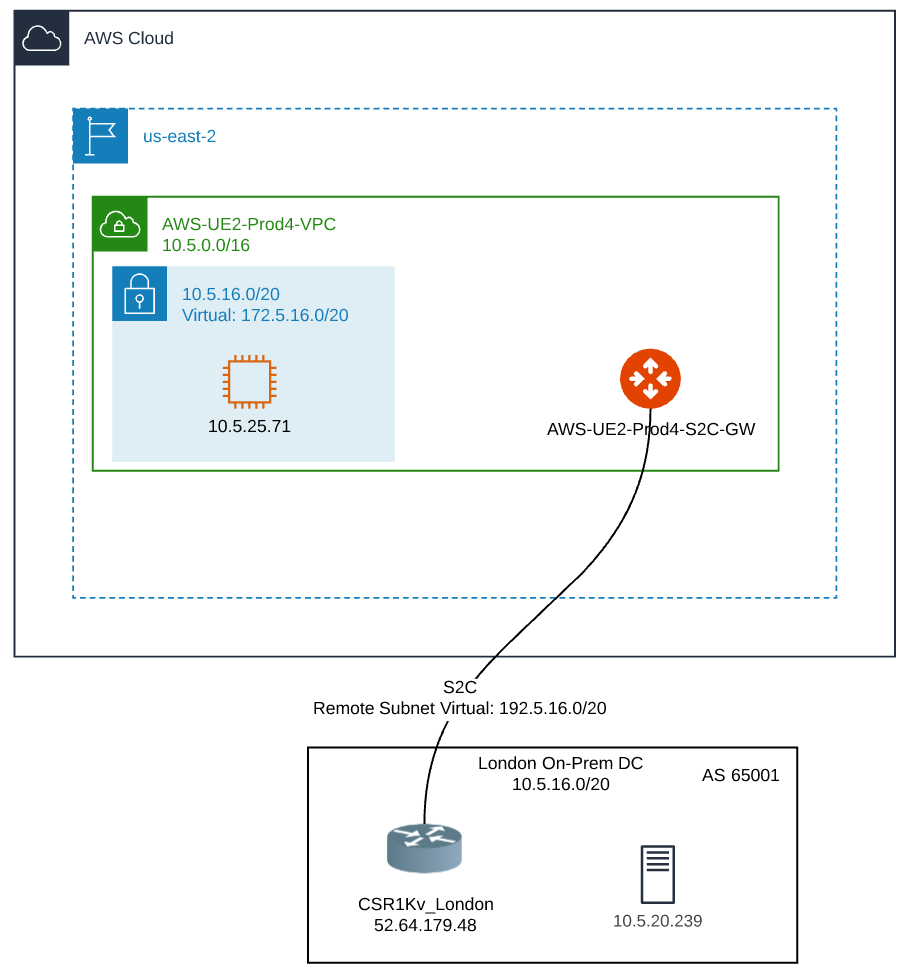 AWS Cloud
us-east-2
AWS-UE2-Prod4-VPC
10.5.0.0/16
10.5.16.0/20
Virtual: 172.5.16.0/20
10.5.25.71
AWS-UE2-Prod4-S2C-GW
S2C
Remote Subnet Virtual: 192.5.16.0/20
London On-Prem DC
10.5.16.0/20
AS 65001
CSR1Kv_London
52.64.179.48
10.5.20.239